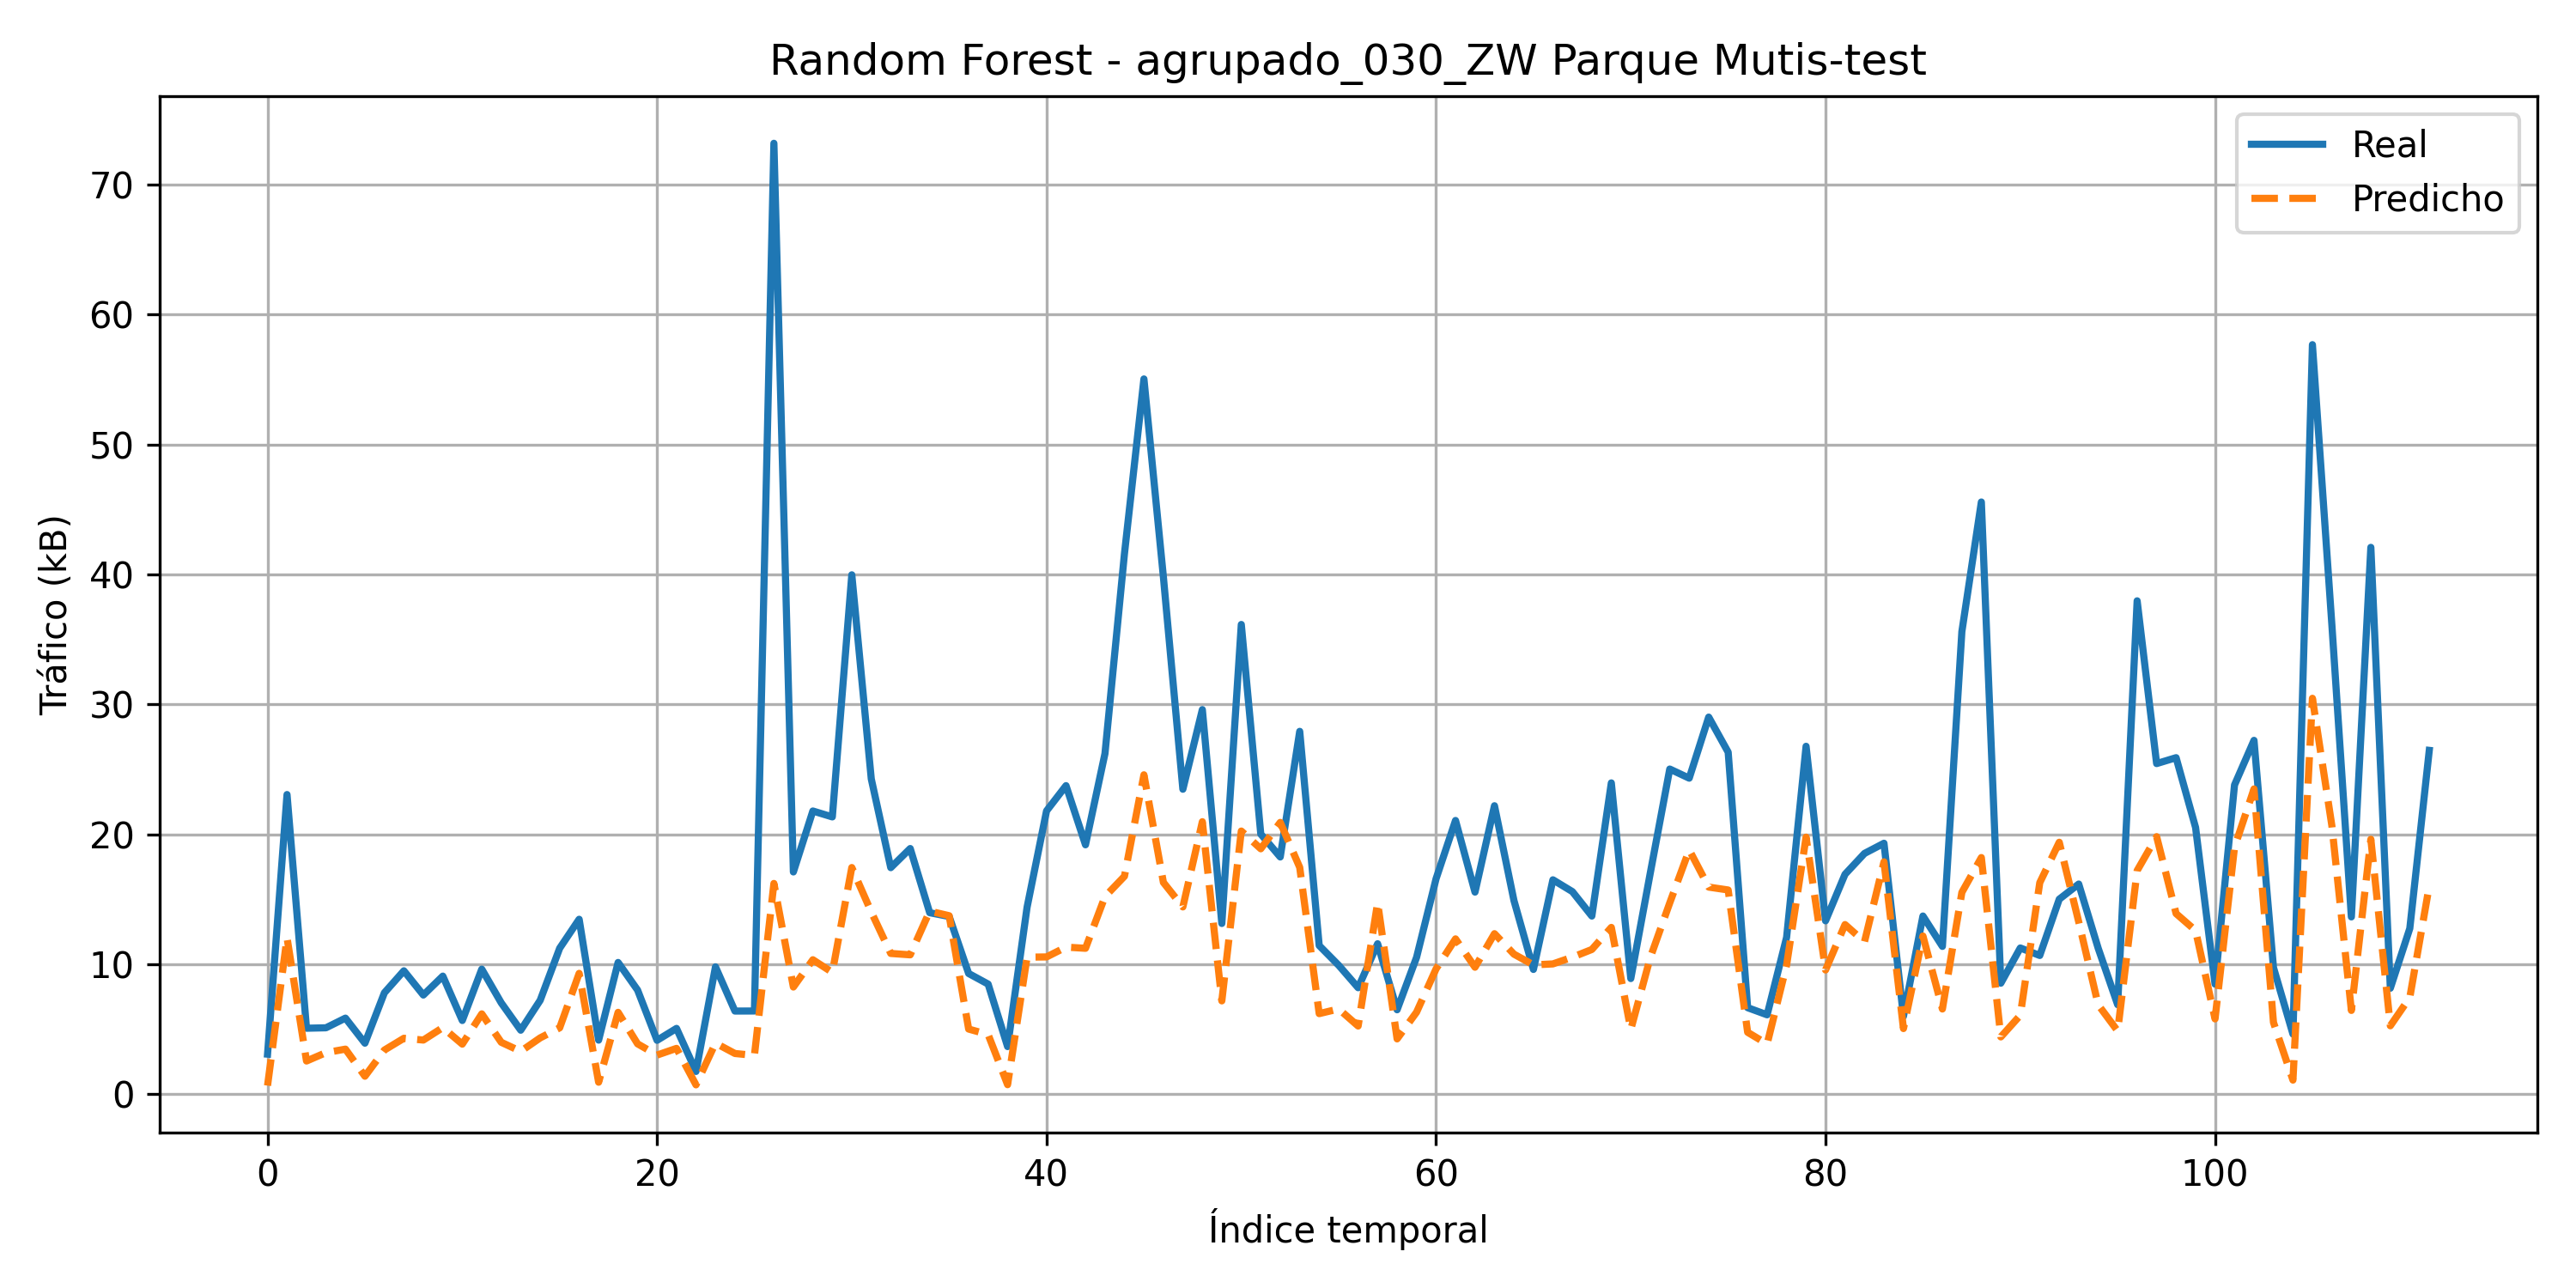 Random Forest - agrupado_030_ZW Parque Mutis-test
Real
Predicho
Tráfico (kB)
70
60
50
40
30
20
10
0
0 20 40 60 80 100
Índice temporal